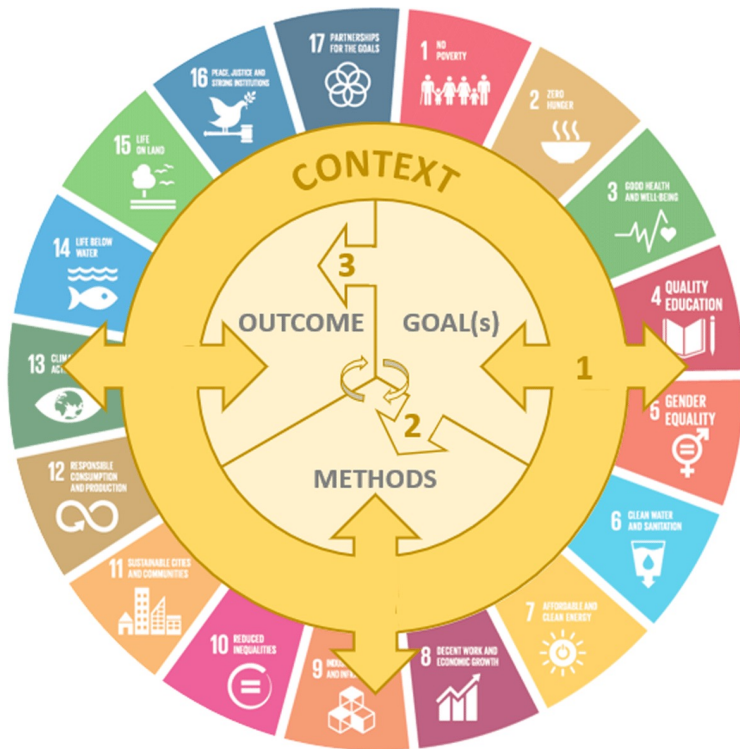 17 PARTNERSHIPS
FOR THE GOALS
1 NO
POVERTY
2 ZERO
HUNGER
3 GOOD HEALTH
AND WELL-BEING
4 QUALITY
EDUCATION
5 GENDER
EQUALITY
6 CLEAN WATER
AND SANITATION
7 AFFORDABLE AND
CLEAN ENERGY
8 DECENT WORK AND
ECONOMIC GROWTH
9
AND
10 REDUCED
INEQUALITIES
11 SUSTAINABLE CITIES
AND COMMUNITIES
12 RESPONSIBLE
CONSUMPTION
AND PRODUCTION
13
14 LIFE BELOW
WATER
15 LIFE
ON LAND
16 PEACE, JUSTICE AND
STRONG INSTITUTIONS
CONTEXT
3
OUTCOME
GOAL(s)
1
2
METHODS